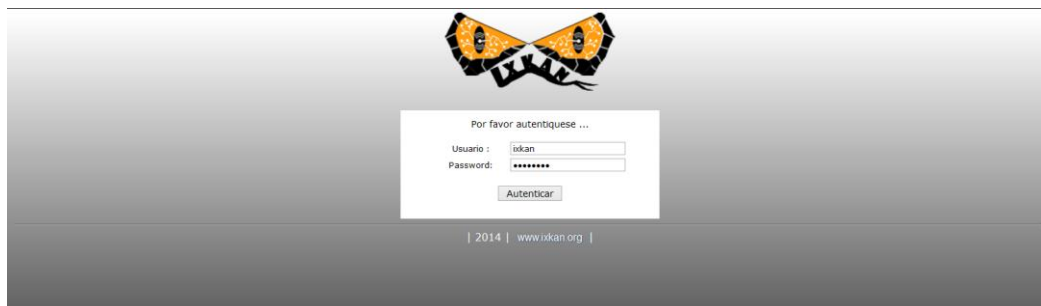 IXKAN
Por favor autentiquese ...
Usuario : ixkan
Password: ••••••••
Autenticar
| 2014 | www.ixkan.org |